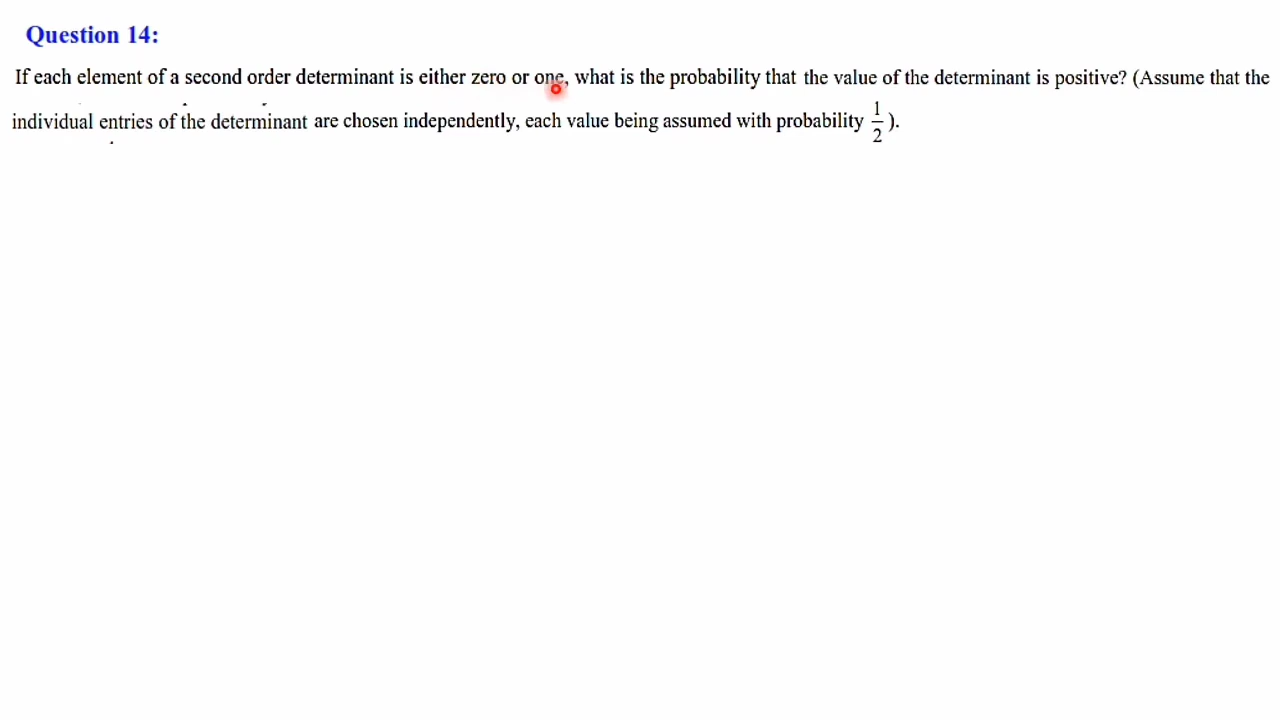 Question 14:
If each element of a second order determinant is either zero or one, what is the probability that the value of the determinant is positive? (Assume that the
individual entries of the determinant are chosen independently, each value being assumed with probability 1/2 ).